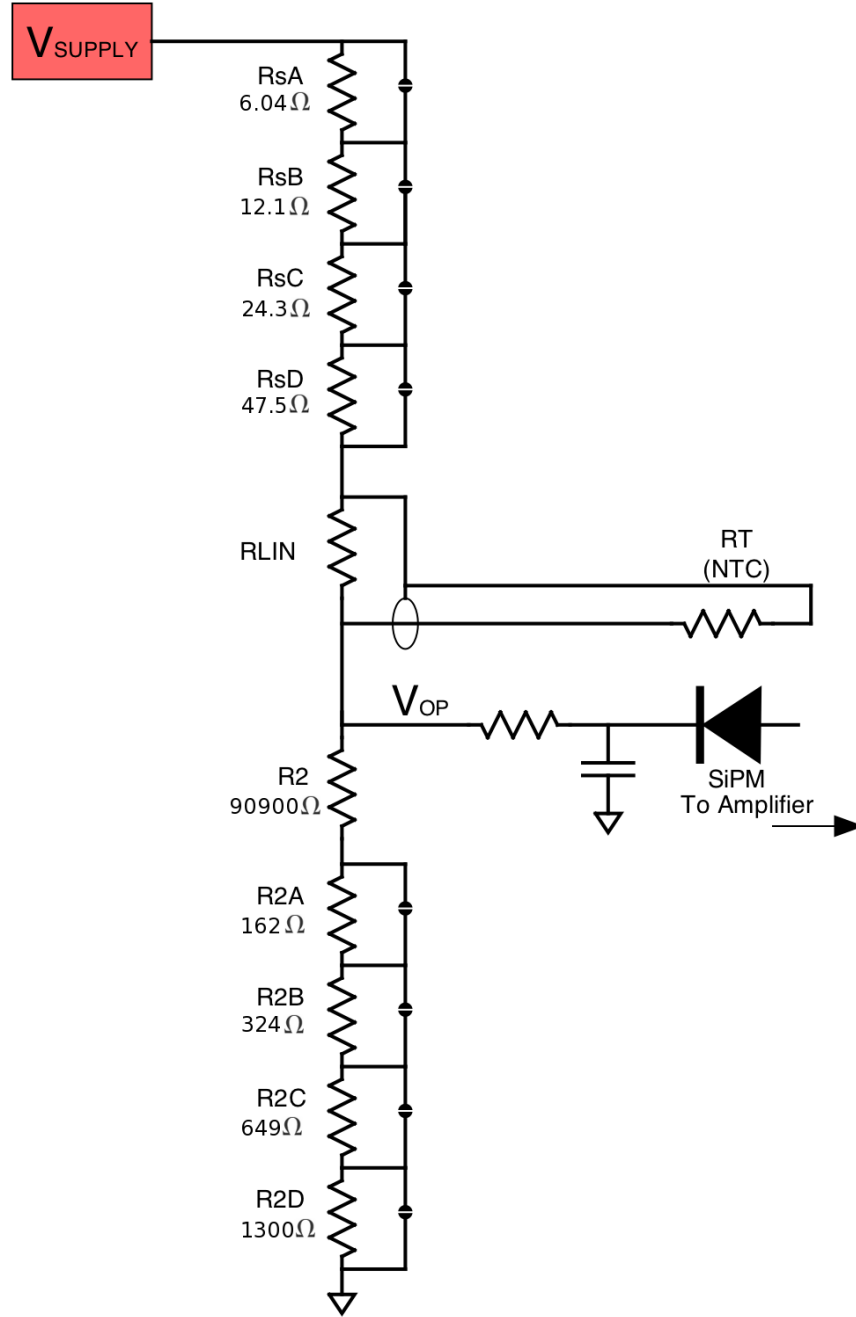 VSUPPLY
RsA
6.04Ω
RsB
12.1Ω
RsC
24.3Ω
RsD
47.5Ω
RLIN
RT
(NTC)
VOP
R2
90900Ω
SiPM
To Amplifier
R2A
162Ω
R2B
324Ω
R2C
649Ω
R2D
1300Ω